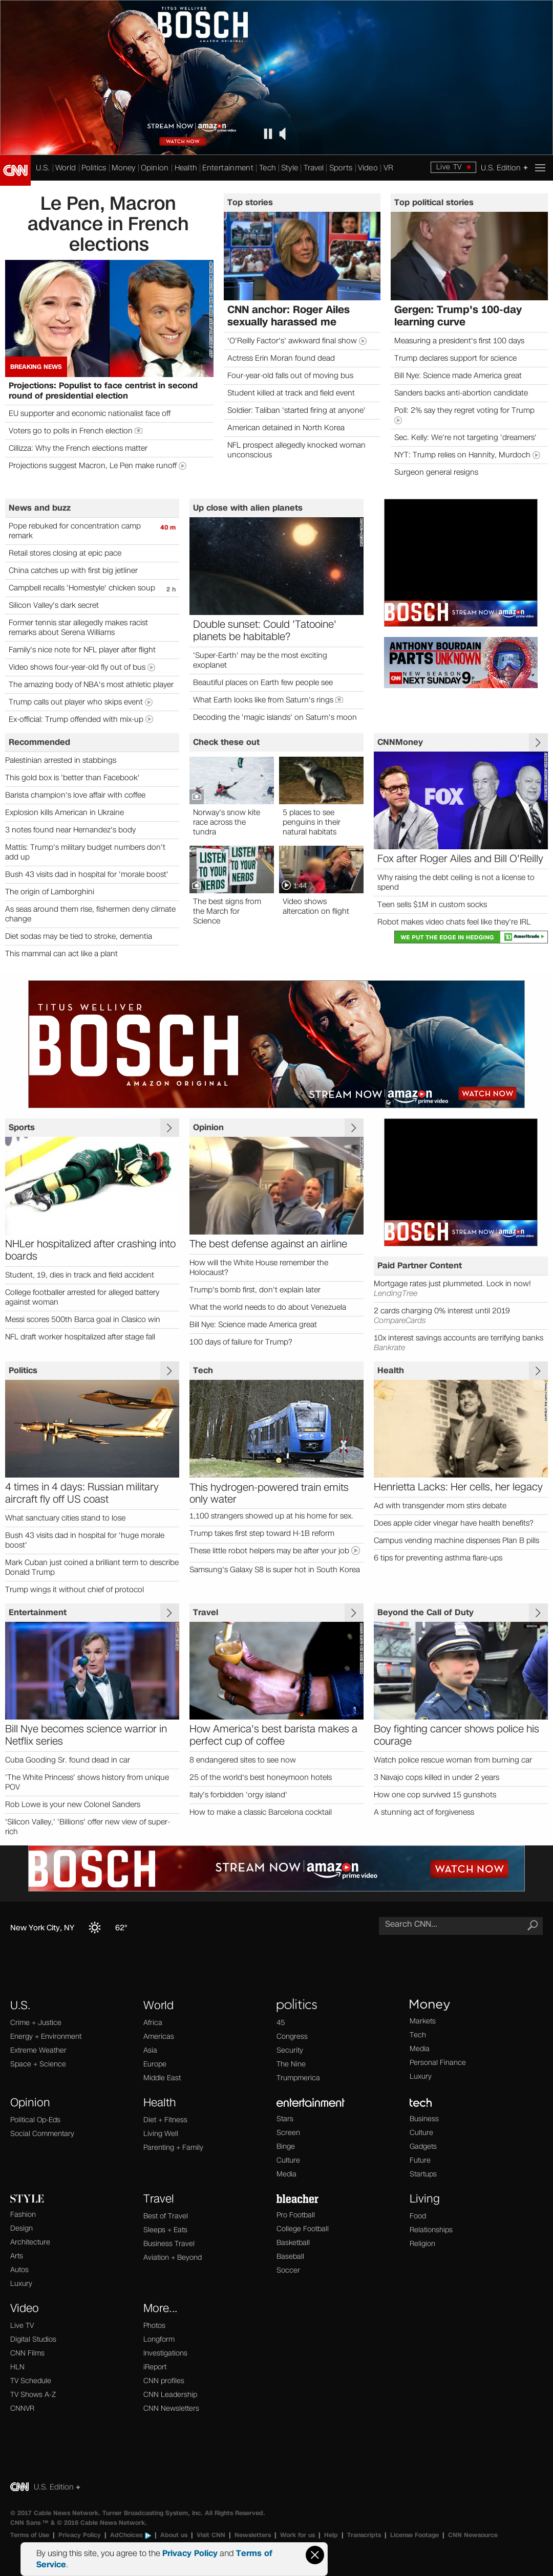 TITUS WELLIVER
BOSCH
AMAZON ORIGINAL
STREAM NOW amazon
prime video
WATCH NOW
CNN U.S. World Politics Money Opinion Health Entertainment Tech Style Travel Sports Video VR Live TV U.S. Edition +
Le Pen, Macron
advance in French
elections
BREAKING NEWS
Projections: Populist to face centrist in second
round of presidential election
EU supporter and economic nationalist face off
Voters go to polls in French election
Cillizza: Why the French elections matter
Projections suggest Macron, Le Pen make runoff
Top stories
CNN anchor: Roger Ailes
sexually harassed me
'O'Reilly Factor's' awkward final show
Actress Erin Moran found dead
Four-year-old falls out of moving bus
Student killed at track and field event
Soldier: Taliban 'started firing at anyone'
American detained in North Korea
NFL prospect allegedly knocked woman
unconscious
Top political stories
Gergen: Trump's 100-day
learning curve
Measuring a president's first 100 days
Trump declares support for science
Bill Nye: Science made America great
Sanders backs anti-abortion candidate
Poll: 2% say they regret voting for Trump
Sec. Kelly: We're not targeting 'dreamers'
NYT: Trump relies on Hannity, Murdoch
Surgeon general resigns
News and buzz
Pope rebuked for concentration camp
remark
40 m
Retail stores closing at epic pace
China catches up with first big jetliner
Campbell recalls 'Homestyle' chicken soup 2 h
Silicon Valley's dark secret
Former tennis star allegedly makes racist
remarks about Serena Williams
Family's nice note for NFL player after flight
Video shows four-year-old fly out of bus
The amazing body of NBA's most athletic player
Trump calls out player who skips event
Ex-official: Trump offended with mix-up
Up close with alien planets
Double sunset: Could 'Tatooine'
planets be habitable?
'Super-Earth' may be the most exciting
exoplanet
Beautiful places on Earth few people see
What Earth looks like from Saturn's rings
Decoding the 'magic islands' on Saturn's moon
BOSCH STREAM NOW amazon prime video
ANTHONY BOURDAIN
PARTS UNKNOWN
CNN NEW SEASON
NEXT SUNDAY 9
Recommended
Palestinian arrested in stabbings
This gold box is 'better than Facebook'
Barista champion's love affair with coffee
Explosion kills American in Ukraine
3 notes found near Hernandez's body
Mattis: Trump's military budget numbers don't
add up
Bush 43 visits dad in hospital for 'morale boost'
The origin of Lamborghini
As seas around them rise, fishermen deny climate
change
Diet sodas may be tied to stroke, dementia
This mammal can act like a plant
Check these out
Norway's snow kite
race across the
tundra
5 places to see
penguins in their
natural habitats
LISTEN TO YOUR NERDS
The best signs from
the March for
Science
1:44
Video shows
altercation on flight
CNNMoney
FOX
Fox after Roger Ailes and Bill O'Reilly
Why raising the debt ceiling is not a license to
spend
Teen sells $1M in custom socks
Robot makes video chats feel like they're IRL
WE PUT THE EDGE IN HEDGING Ameritrade
TITUS WELLIVER
BOSCH
AMAZON ORIGINAL
STREAM NOW amazon prime video WATCH NOW
Sports
NHLer hospitalized after crashing into
boards
Student, 19, dies in track and field accident
College footballer arrested for alleged battery
against woman
Messi scores 500th Barca goal in Clasico win
NFL draft worker hospitalized after stage fall
Opinion
The best defense against an airline
How will the White House remember the
Holocaust?
Trump's bomb first, don't explain later
What the world needs to do about Venezuela
Bill Nye: Science made America great
100 days of failure for Trump?
BOSCH STREAM NOW amazon prime video
Paid Partner Content
Mortgage rates just plummeted. Lock in now!
LendingTree
2 cards charging 0% interest until 2019
CompareCards
10x interest savings accounts are terrifying banks
Bankrate
Politics
4 times in 4 days: Russian military
aircraft fly off US coast
What sanctuary cities stand to lose
Bush 43 visits dad in hospital for 'huge morale
boost'
Mark Cuban just coined a brilliant term to describe
Donald Trump
Trump wings it without chief of protocol
Tech
This hydrogen-powered train emits
only water
1,100 strangers showed up at his home for sex.
Trump takes first step toward H-1B reform
These little robot helpers may be after your job
Samsung's Galaxy S8 is super hot in South Korea
Health
Henrietta Lacks: Her cells, her legacy
Ad with transgender mom stirs debate
Does apple cider vinegar have health benefits?
Campus vending machine dispenses Plan B pills
6 tips for preventing asthma flare-ups
Entertainment
Bill Nye becomes science warrior in
Netflix series
Cuba Gooding Sr. found dead in car
'The White Princess' shows history from unique
POV
Rob Lowe is your new Colonel Sanders
'Silicon Valley,' 'Billions' offer new view of super-
rich
Travel
How America's best barista makes a
perfect cup of coffee
8 endangered sites to see now
25 of the world's best honeymoon hotels
Italy's forbidden 'orgy island'
How to make a classic Barcelona cocktail
Beyond the Call of Duty
Boy fighting cancer shows police his
courage
Watch police rescue woman from burning car
3 Navajo cops killed in under 2 years
How one cop survived 15 gunshots
A stunning act of forgiveness
BOSCH STREAM NOW amazon prime video WATCH NOW
New York City, NY 62°
Search CNN...
U.S.
Crime + Justice
Energy + Environment
Extreme Weather
Space + Science
World
Africa
Americas
Asia
Europe
Middle East
politics
45
Congress
Security
The Nine
Trumpmerica
Money
Markets
Tech
Media
Personal Finance
Luxury
Opinion
Political Op-Eds
Social Commentary
Health
Diet + Fitness
Living Well
Parenting + Family
entertainment
Stars
Screen
Binge
Culture
Media
tech
Business
Culture
Gadgets
Future
Startups
STYLE
Fashion
Design
Architecture
Arts
Autos
Luxury
Travel
Best of Travel
Sleeps + Eats
Business Travel
Aviation + Beyond
bleacher
Pro Football
College Football
Basketball
Baseball
Soccer
Living
Food
Relationships
Religion
Video
Live TV
Digital Studios
CNN Films
HLN
TV Schedule
TV Shows A-Z
CNNVR
More...
Photos
Longform
Investigations
iReport
CNN profiles
CNN Leadership
CNN Newsletters
CNN U.S. Edition +
© 2017 Cable News Network. Turner Broadcasting System, Inc. All Rights Reserved.
CNN Sans ™ & © 2016 Cable News Network.
Terms of Use | Privacy Policy | AdChoices | About us | Visit CNN | Newsletters | Work for us | Help | Transcripts | License Footage | CNN Newsource
By using this site, you agree to the Privacy Policy and Terms of
Service.